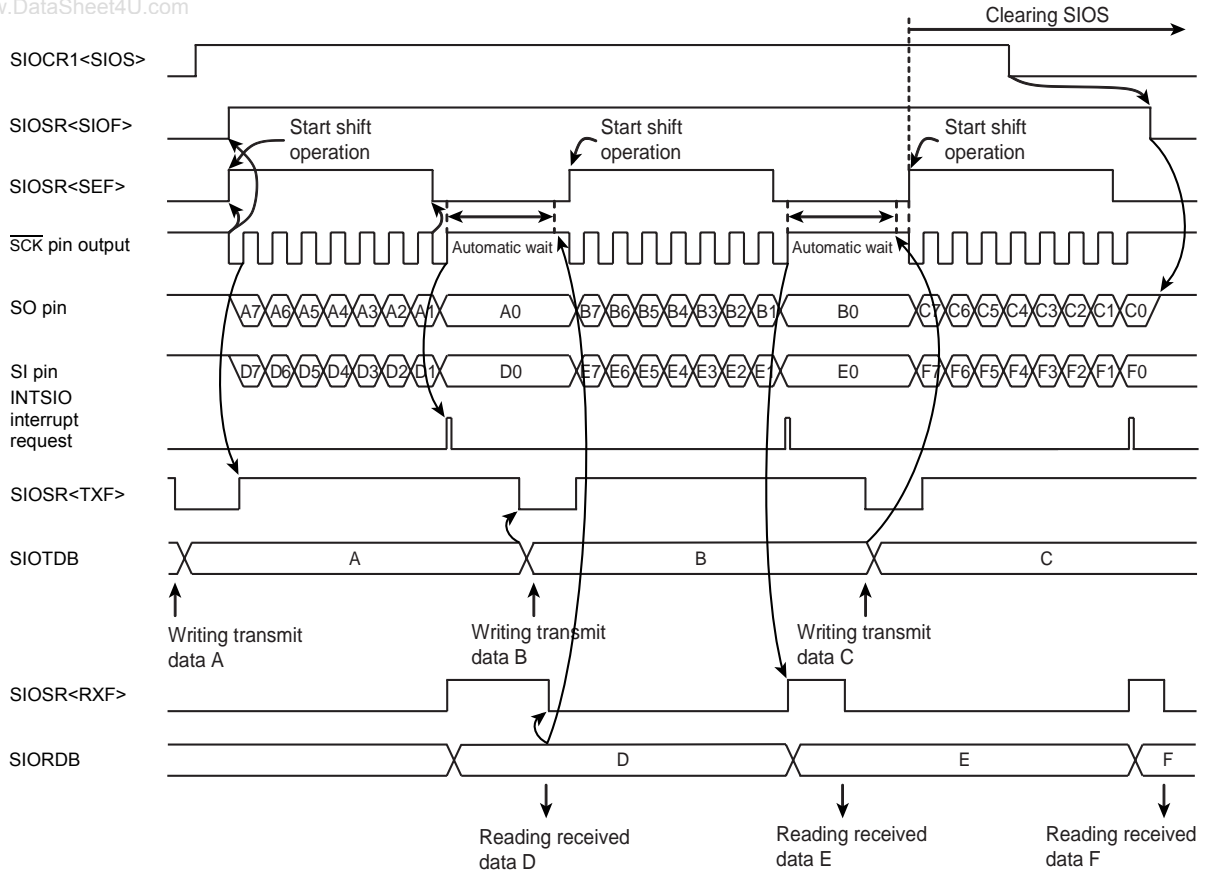 w.DataSheet4U.com
Clearing SIOS
SIOCR1<SIOS>
SIOSR<SIOF>
Start shift operation
Start shift operation
Start shift operation
SIOSR<SEF>
SCK pin output
Automatic wait
Automatic wait
SO pin
A7 A6 A5 A4 A3 A2 A1 A0 B7 B6 B5 B4 B3 B2 B1 B0 C7 C6 C5 C4 C3 C2 C1 C0
SI pin
D7 D6 D5 D4 D3 D2 D1 D0 E7 E6 E5 E4 E3 E2 E1 E0 F7 F6 F5 F4 F3 F2 F1 F0
INTSIO
interrupt
request
SIOSR<TXF>
SIOTDB
A B C
Writing transmit
data A
Writing transmit
data B
Writing transmit
data C
SIOSR<RXF>
SIORDB
D E F
Reading received
data D
Reading received
data E
Reading received
data F